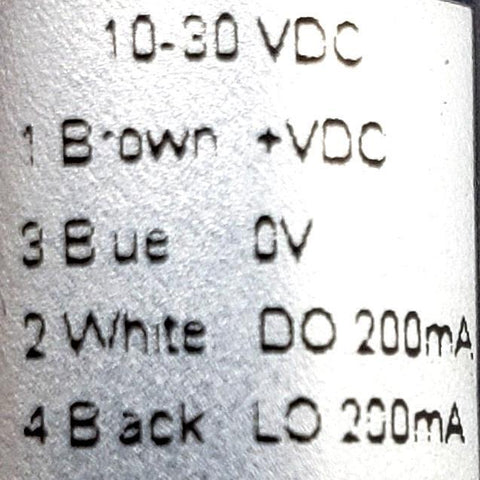 10-30 VDC
1 Brown +VDC
3 Blue 0V
2 White DO 200mA
4 Black LO 200mA